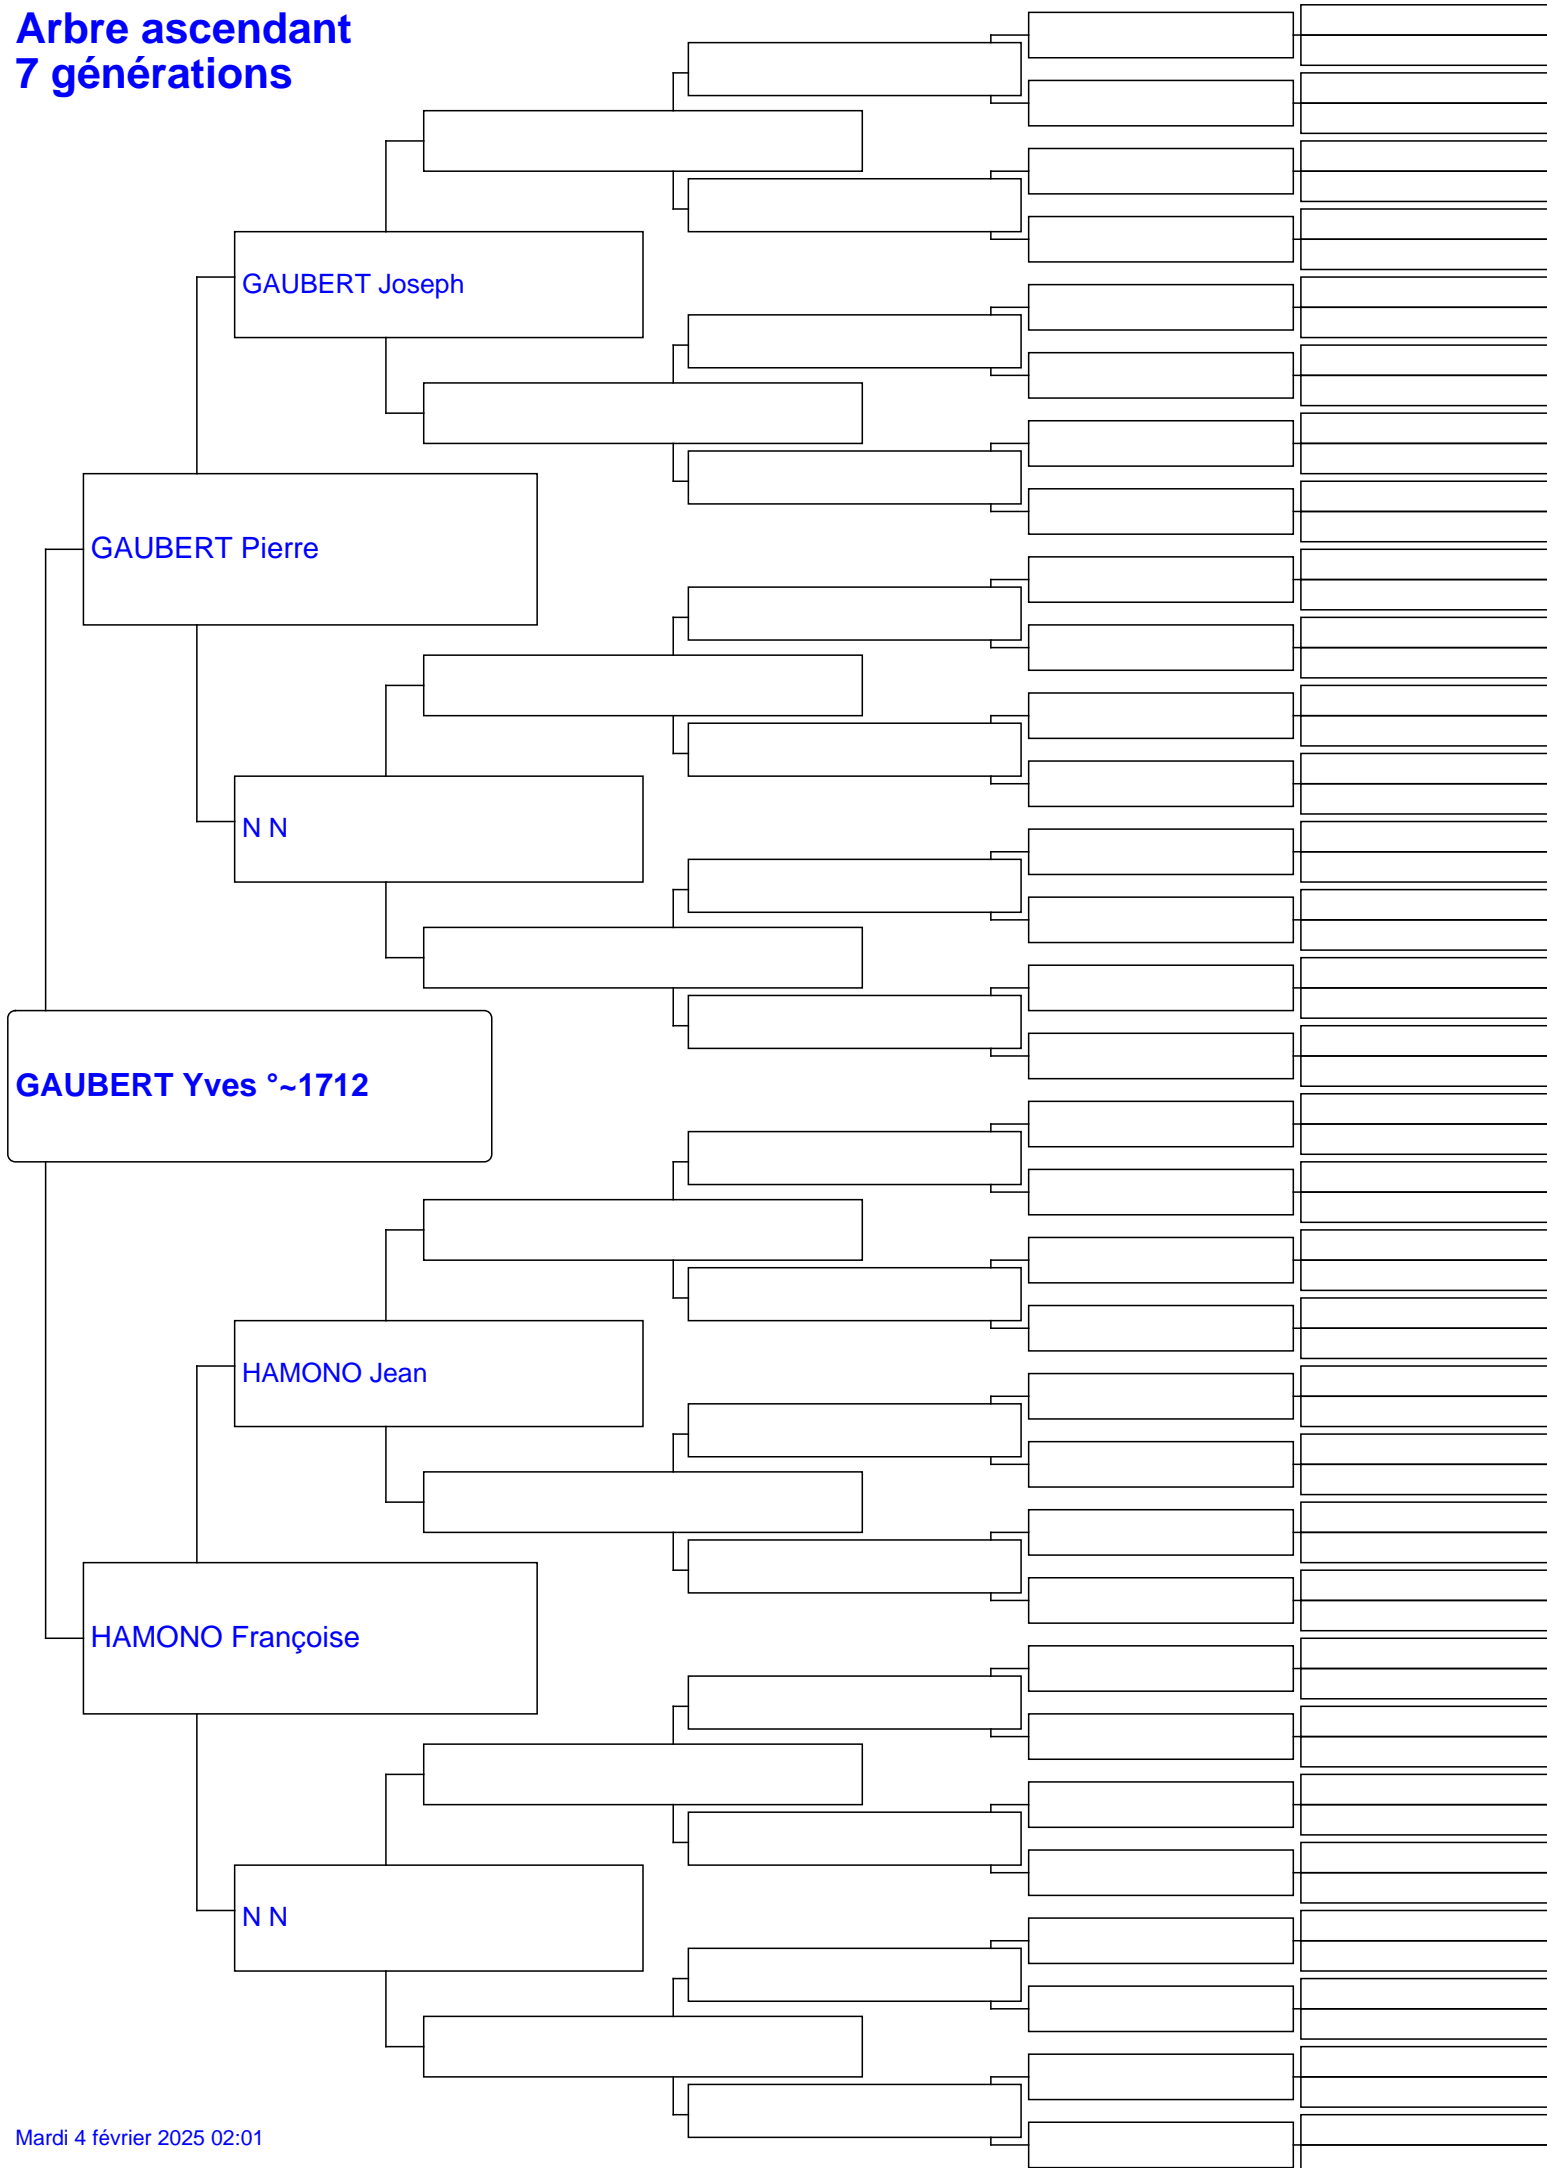 Arbre ascendant
7 générations
GAUBERT Joseph
GAUBERT Pierre
N N
GAUBERT Yves °~1712
HAMONO Jean
HAMONO Françoise
N N
Mardi 4 février 2025 02:01